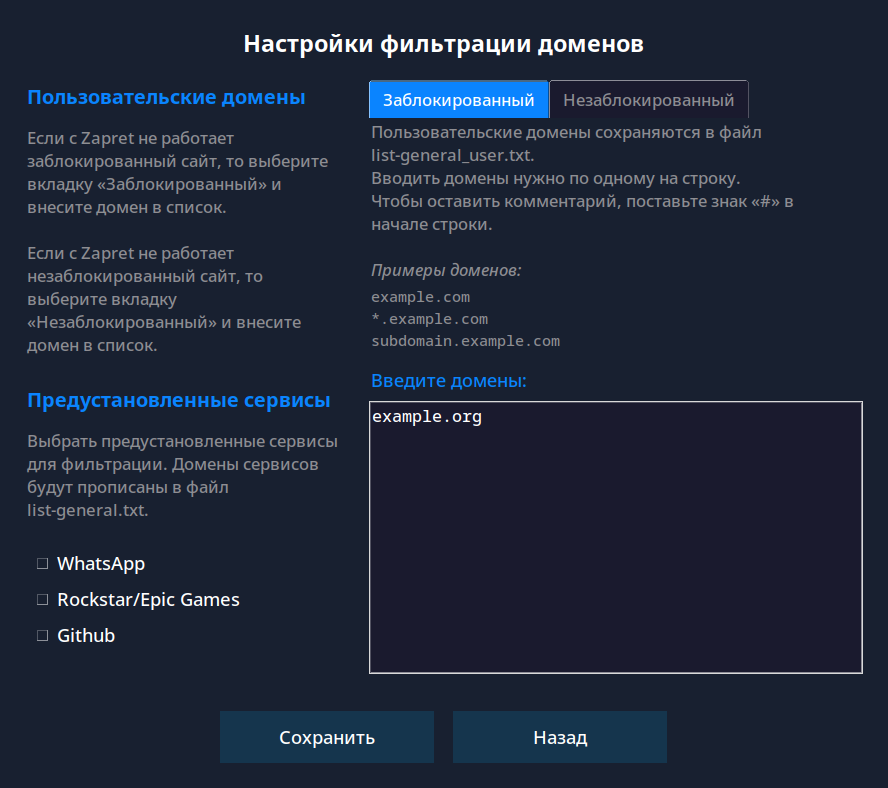 Настройки фильтрации доменов
Пользовательские домены
Если с Zapret не работает
заблокированный сайт, то выберите
вкладку «Заблокированный» и
внесите домен в список.
Если с Zapret не работает
незаблокированный сайт, то
выберите вкладку
«Незаблокированный» и внесите
домен в список.
Предустановленные сервисы
Выбрать предустановленные сервисы
для фильтрации. Домены сервисов
будут прописаны в файл
list-general.txt.
WhatsApp
Rockstar/Epic Games
Github
Заблокированный
Незаблокированный
Пользовательские домены сохраняются в файл
list-general_user.txt.
Вводить домены нужно по одному на строку.
Чтобы оставить комментарий, поставьте знак «#» в
начале строки.
Примеры доменов:
example.com
*.example.com
subdomain.example.com
Введите домены:
example.org
Сохранить
Назад